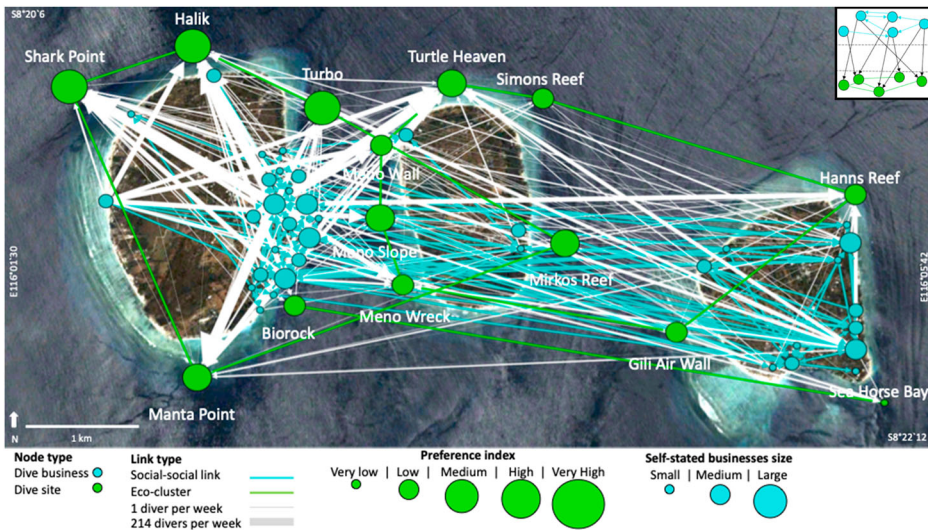 S8°20'6
Halik
Shark Point
Turbo
Turtle Heaven
Simons Reef
Meno Wall
Hanns Reef
Meno Slope
Mirkos Reef
E116°01'30
E116°05'42
Biorock
Meno Wreck
Gili Air Wall
Manta Point
Sea Horse Bay
N
1 km
S8°22'12
Node type
Dive business
Dive site
Link type
Social-social link
Eco-cluster
1 diver per week
214 divers per week
Preference index
Very low | Low | Medium | High | Very High
Self-stated businesses size
Small | Medium | Large